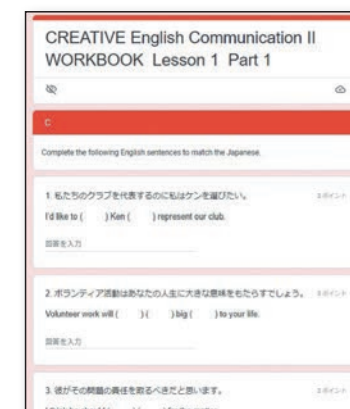 CREATIVE English Communication II
WORKBOOK Lesson 1 Part 1
C
Complete the following English sentences to match the Japanese.
1. 私たちのクラブを代表するのに私はケンを選びたい。
I'd like to ( ) Ken ( ) represent our club.
回答を入力
2. ボランティア活動はあなたの人生に大きな意味をもたらすでしょう。
Volunteer work will ( ) ( ) big ( ) to your life.
回答を入力
3. 彼がその問題の責任を取るべきだと思います。